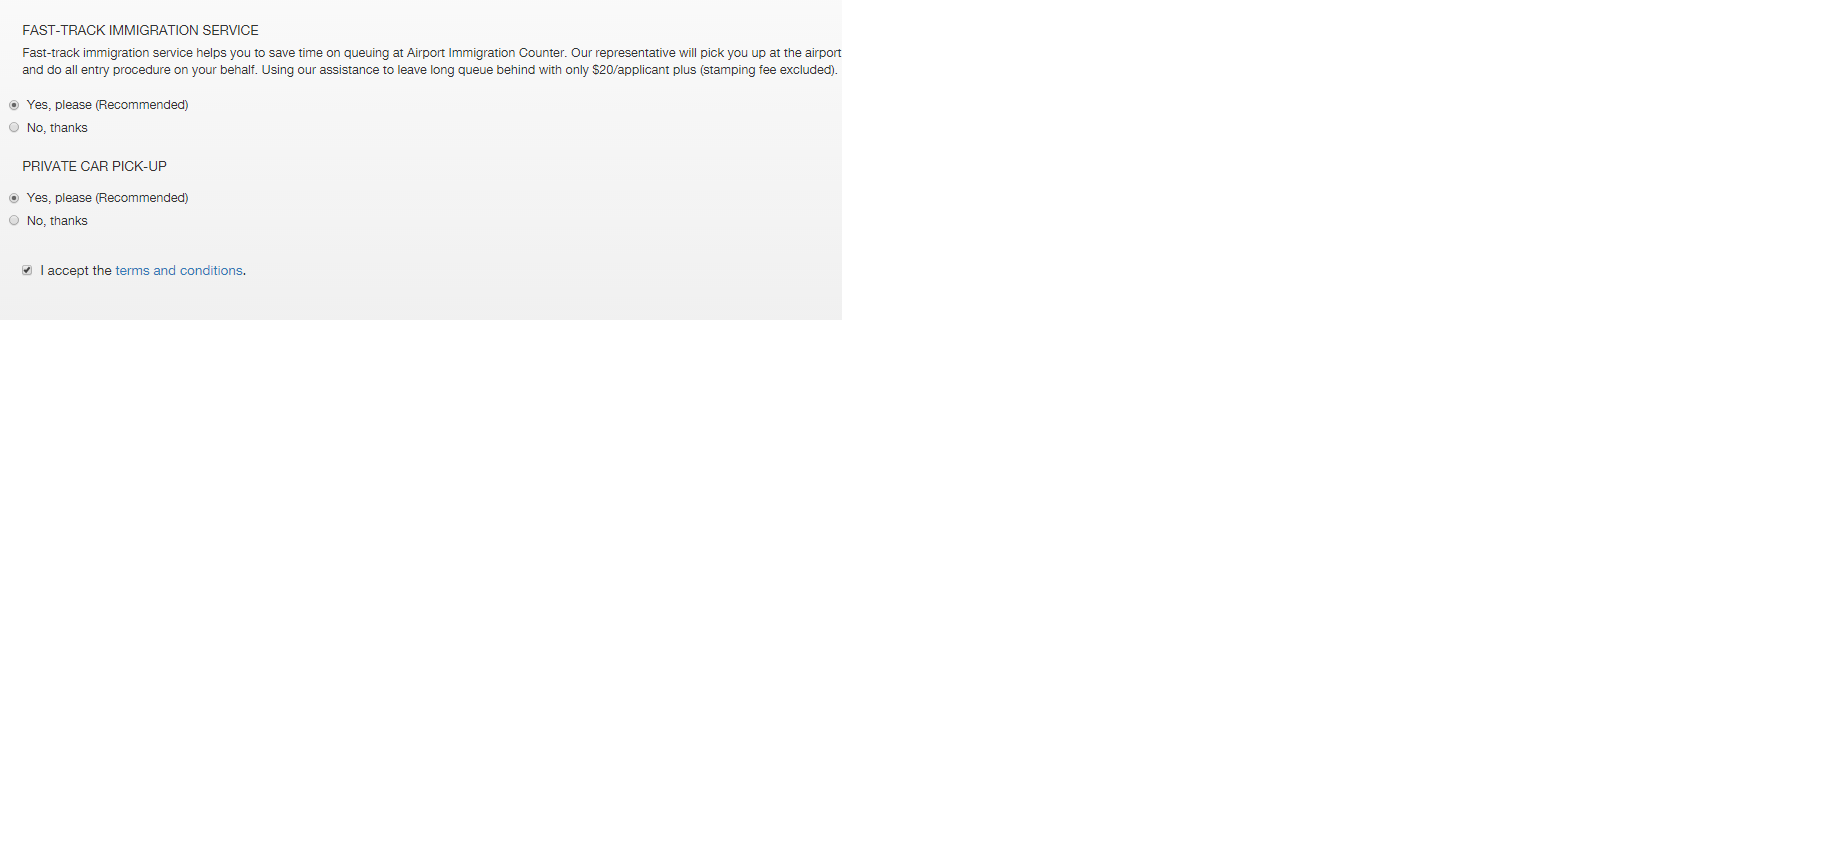 FAST-TRACK IMMIGRATION SERVICE
Fast-track immigration service helps you to save time on queuing at Airport Immigration Counter. Our representative will pick you up at the airport
and do all entry procedure on your behalf. Using our assistance to leave long queue behind with only $20/applicant plus (stamping fee excluded).
Yes, please (Recommended)
No, thanks
PRIVATE CAR PICK-UP
Yes, please (Recommended)
No, thanks
I accept the terms and conditions.